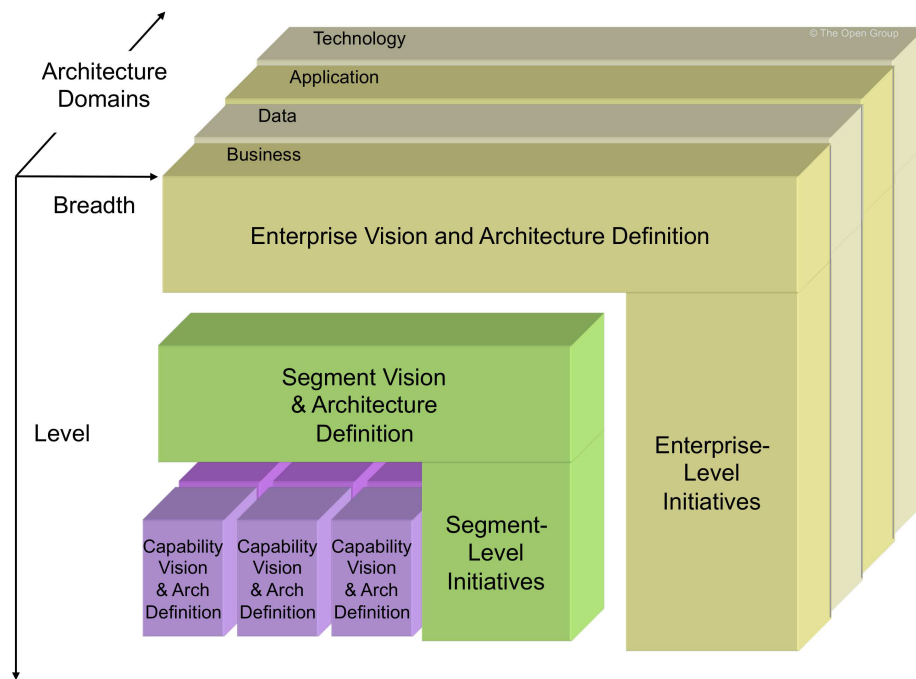 © The Open Group
Technology
Architecture
Domains
Application
Data
Business
Breadth
Enterprise Vision and Architecture Definition
Segment Vision
& Architecture
Definition
Level
Enterprise-
Level
Initiatives
Segment-
Level
Initiatives
Capability
Vision
& Arch
Definition
Capability
Vision
& Arch
Definition
Capability
Vision
& Arch
Definition